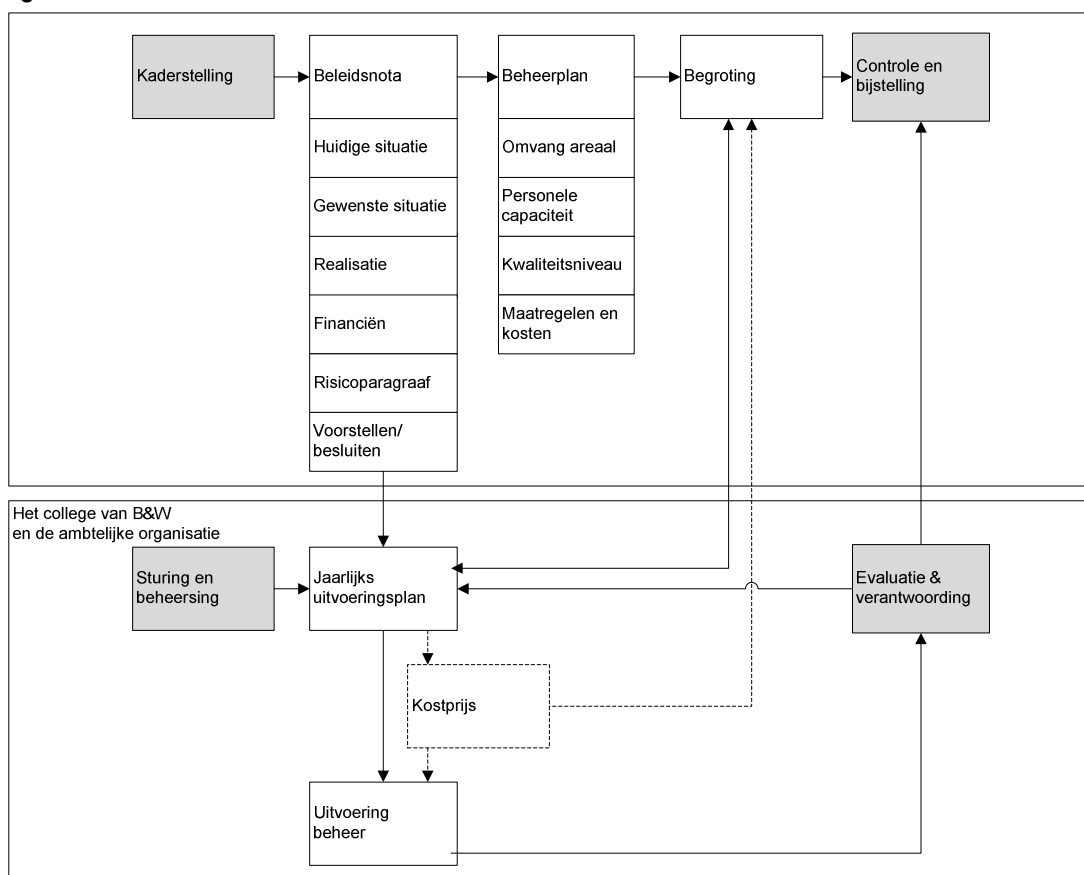 Kaderstelling
Beleidsnota
Beheerplan
Begroting
Controle en
bijstelling
Huidige situatie
Gewenste situatie
Realisatie
Financiën
Risicoparagraaf
Voorstellen/
besluiten
Omvang areaal
Personele
capaciteit
Kwaliteitsniveau
Maatregelen en
kosten
Het college van B&W
en de ambtelijke organisatie
Sturing en
beheersing
Jaarlijks
uitvoeringsplan
Evaluatie &
verantwoording
Kostprijs
Uitvoering
beheer